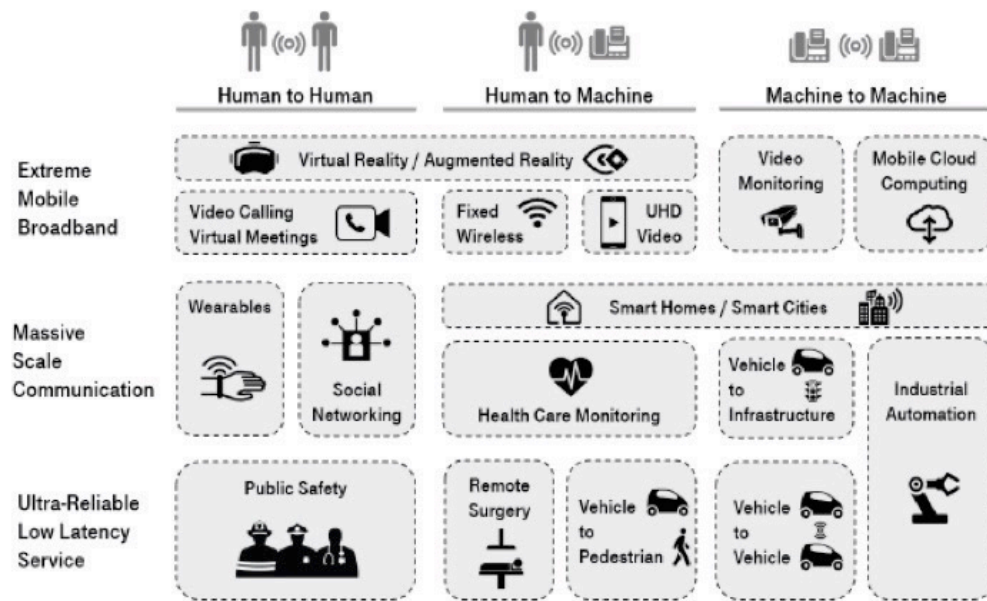 Human to Human
Human to Machine
Machine to Machine
Extreme
Mobile
Broadband
Virtual Reality / Augmented Reality
Video
Monitoring
Mobile Cloud
Computing
Video Calling
Virtual Meetings
Fixed
Wireless
UHD
Video
Massive
Scale
Communication
Wearables
Social
Networking
Smart Homes / Smart Cities
Health Care Monitoring
Vehicle
to
Infrastructure
Industrial
Automation
Ultra-Reliable
Low Latency
Service
Public Safety
Remote
Surgery
Vehicle
to
Pedestrian
Vehicle
to
Vehicle